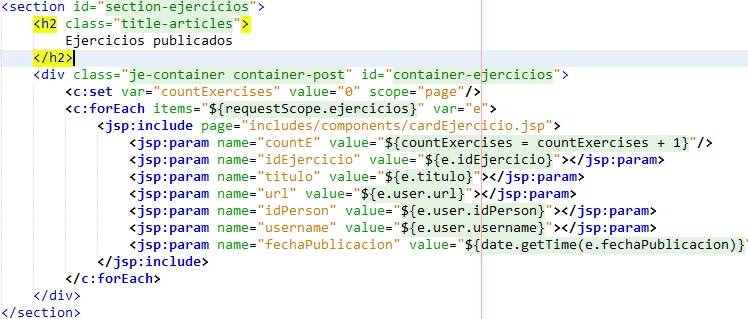 <section id="section-ejercicios">
<h2 class="title-articles">
Ejercicios publicados
</h2>
<div class="je-container container-post" id="container-ejercicios">
<c:set var="countExercises" value="0" scope="page"/>
<c:forEach items="${requestScope.ejercicios}" var="e">
<jsp:include page="includes/components/cardEjercicio.jsp">
<jsp:param name="countE" value="${countExercises = countExercises + 1}"/>
<jsp:param name="idEjercicio" value="${e.idEjercicio}"></jsp:param>
<jsp:param name="titulo" value="${e.titulo}"></jsp:param>
<jsp:param name="url" value="${e.user.url}"></jsp:param>
<jsp:param name="idPerson" value="${e.user.idPerson}"></jsp:param>
<jsp:param name="username" value="${e.user.username}"></jsp:param>
<jsp:param name="fechaPublicacion" value="${date.getTime(e.fechaPublicacion)}"
</jsp:include>
</c:forEach>
</div>
</section>